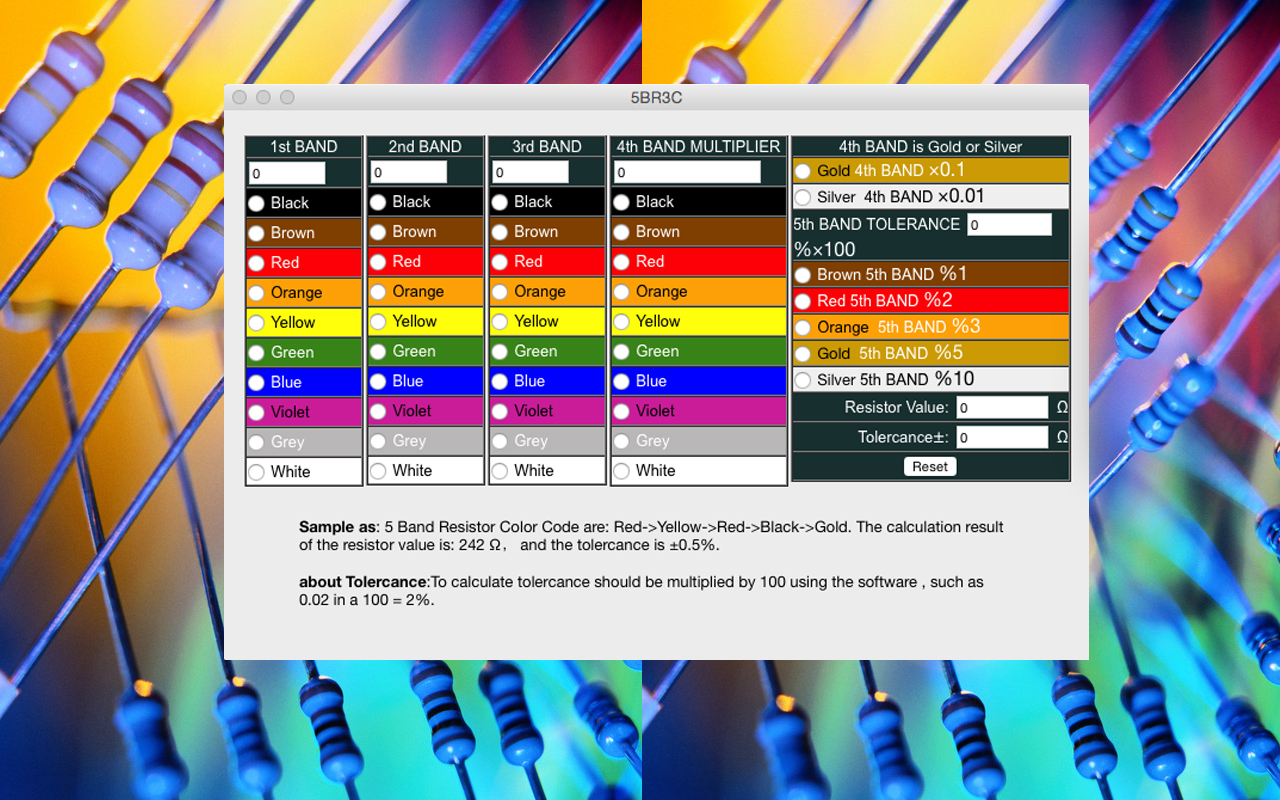 5BR3C
1st BAND
0
Black
Brown
Red
Orange
Yellow
Green
Blue
Violet
Grey
White
2nd BAND
0
Black
Brown
Red
Orange
Yellow
Green
Blue
Violet
Grey
White
3rd BAND
0
Black
Brown
Red
Orange
Yellow
Green
Blue
Violet
Grey
White
4th BAND MULTIPLIER
0
Black
Brown
Red
Orange
Yellow
Green
Blue
Violet
Grey
White
4th BAND is Gold or Silver
Gold 4th BAND ×0.1
Silver 4th BAND ×0.01
5th BAND TOLERANCE 0
%×100
Brown 5th BAND %1
Red 5th BAND %2
Orange 5th BAND %3
Gold 5th BAND %5
Silver 5th BAND %10
Resistor Value: 0 Ω
Tolercance±: 0 Ω
Reset
Sample as: 5 Band Resistor Color Code are: Red->Yellow->Red->Black->Gold. The calculation result
of the resistor value is: 242 Ω， and the tolercance is ±0.5%.
about Tolercance:To calculate tolercance should be multiplied by 100 using the software , such as
0.02 in a 100 = 2%.